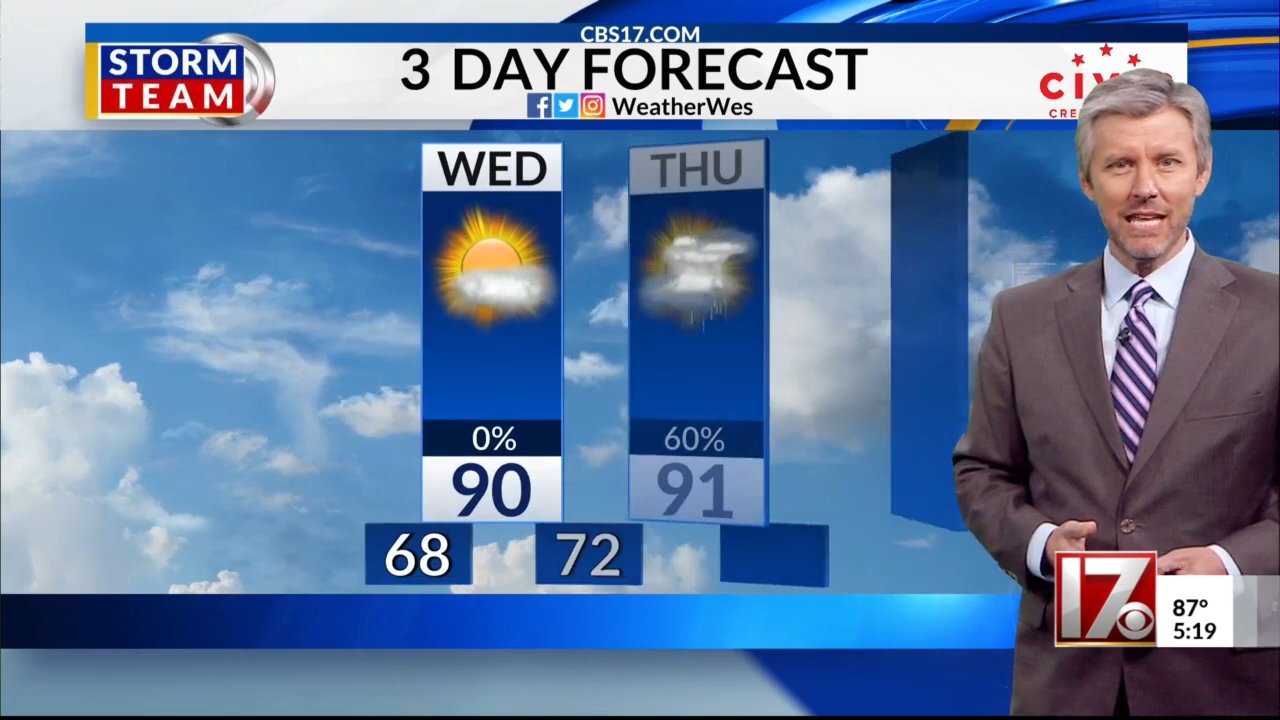 CBS17.COM
STORM
TEAM
3 DAY FORECAST
WeatherWes
WED
THU
0%
60%
90
91
68
72
17
87°
5:19